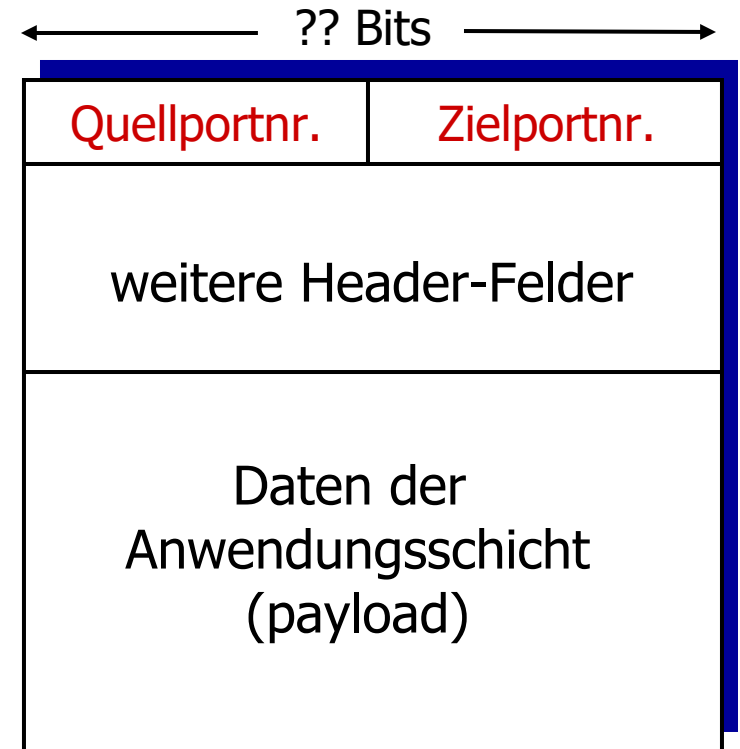 ?? Bits
Quellportnr. Zielportnr.
weitere Header-Felder
Daten der
Anwendungsschicht
(payload)